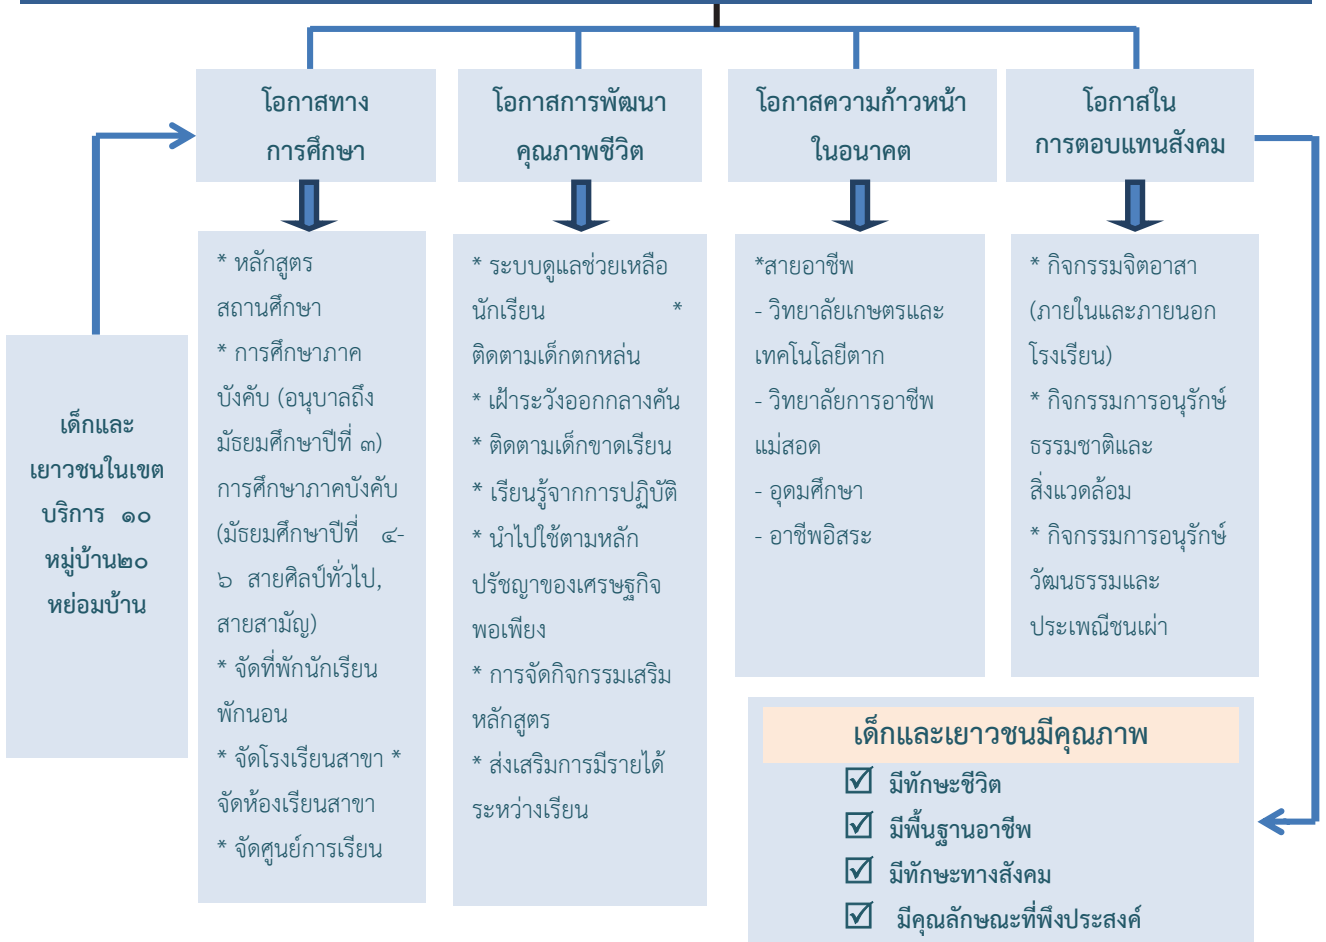 โอกาสทาง
การศึกษา
โอกาสการพัฒนา
คุณภาพชีวิต
โอกาสความก้าวหน้า
ในอนาคต
โอกาสใน
การตอบแทนสังคม
เด็กและ
เยาวชนในเขต
บริการ ๑๐
หมู่บ้าน๒๐
หย่อมบ้าน
* หลักสูตร
สถานศึกษา
* การศึกษาภาค
บังคับ (อนุบาลถึง
มัธยมศึกษาปีที่ ๓)
การศึกษาภาคบังคับ
(มัธยมศึกษาปีที่ ๔-
๖ สายศิลป์ทั่วไป,
สายสามัญ)
* จัดที่พักนักเรียน
พักนอน
* จัดโรงเรียนสาขา *
จัดห้องเรียนสาขา
* จัดศูนย์การเรียน
* ระบบดูแลช่วยเหลือ
นักเรียน *
ติดตามเด็กตกหล่น
* เฝ้าระวังออกกลางคัน
* ติดตามเด็กขาดเรียน
* เรียนรู้จากการปฏิบัติ
* นำไปใช้ตามหลัก
ปรัชญาของเศรษฐกิจ
พอเพียง
* การจัดกิจกรรมเสริม
หลักสูตร
* ส่งเสริมการมีรายได้
ระหว่างเรียน
*สายอาชีพ
- วิทยาลัยเกษตรและ
เทคโนโลยีตาก
- วิทยาลัยการอาชีพ
แม่สอด
- อุดมศึกษา
- อาชีพอิสระ
* กิจกรรมจิตอาสา
(ภายในและภายนอก
โรงเรียน)
* กิจกรรมการอนุรักษ์
ธรรมชาติและ
สิ่งแวดล้อม
* กิจกรรมการอนุรักษ์
วัฒนธรรมและ
ประเพณีชนเผ่า
เด็กและเยาวชนมีคุณภาพ
☑ มีทักษะชีวิต
☑ มีพื้นฐานอาชีพ
☑ มีทักษะทางสังคม
☑ มีคุณลักษณะที่พึงประสงค์